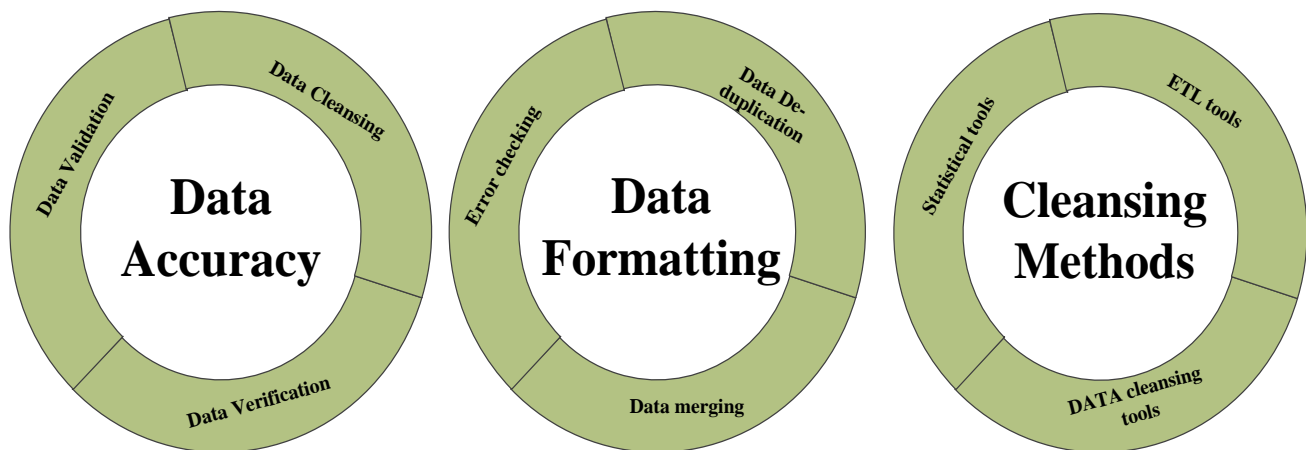 Data Validation
Data Cleansing
Data
Accuracy
Data Verification
Error checking
Data De-
duplication
Data
Formatting
Data merging
Statistical tools
ETL tools
Cleansing
Methods
DATA cleansing
tools